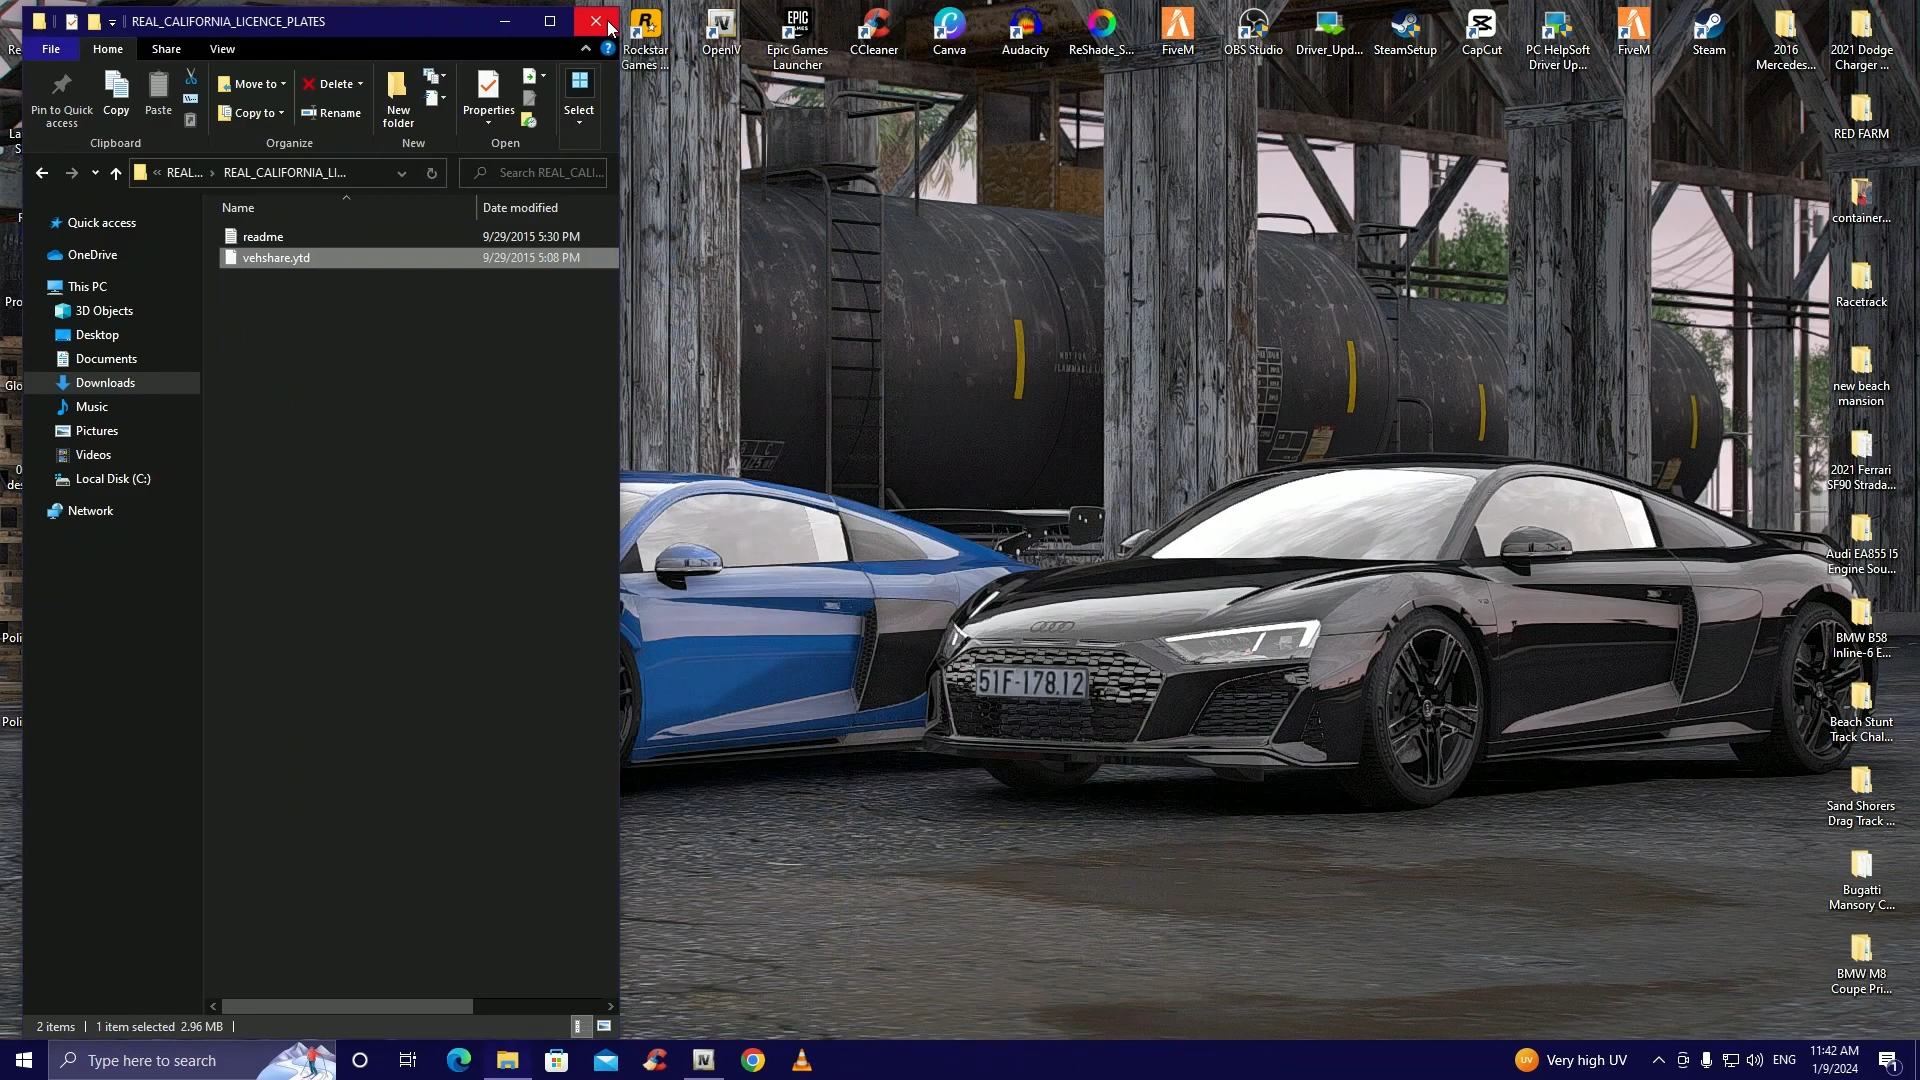 REAL_CALIFORNIA_LICENCE_PLATES
File
Home
Share
View
Pin to Quick access
Copy
Paste
Clipboard
Move to
Copy to
Delete
Rename
Organize
New folder
New
Properties
Open
Select
REAL...
REAL_CALIFORNIA_LI...
Search REAL_CALI...
Name
Date modified
readme
9/29/2015 5:30 PM
vehshare.ytd
9/29/2015 5:08 PM
Quick access
OneDrive
This PC
3D Objects
Desktop
Documents
Downloads
Music
Pictures
Videos
Local Disk (C:)
Network
2 items
1 item selected 2.96 MB
Rockstar
Games ...
OpenIV
Epic Games
Launcher
CCleaner
Canva
Audacity
ReShade_S...
FiveM
OBS Studio
Driver_Upd...
SteamSetup
CapCut
PC HelpSoft
Driver Up...
FiveM
Steam
2016
Mercedes...
2021 Dodge
Charger ...
RED FARM
container...
Racetrack
new beach
mansion
2021 Ferrari
SF90 Strada...
Audi EA855 I5
Engine Sou...
BMW B58
Inline-6 E...
Beach Stunt
Track Chal...
Sand Shorers
Drag Track ...
Bugatti
Mansory C...
BMW M8
Coupe Pri...
51F-178.12
Type here to search
Very high UV
ENG
11:42 AM
1/9/2024
1